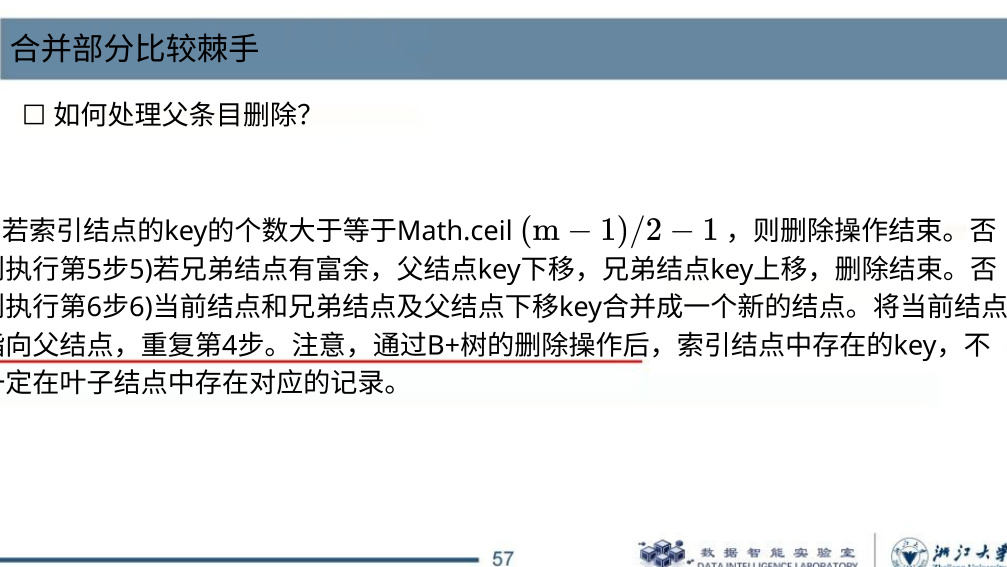 合并部分比较棘手
□ 如何处理父条目删除?
若索引结点的key的个数大于等于Math.ceil (m − 1)/2 − 1 ，则删除操作结束。否
则执行第5步5)若兄弟结点有富余，父结点key下移，兄弟结点key上移，删除结束。否
则执行第6步6)当前结点和兄弟结点及父结点下移key合并成一个新的结点。将当前结点
指向父结点，重复第4步。注意，通过B+树的删除操作后，索引结点中存在的key，不
一定在叶子结点中存在对应的记录。
57
数据智能实验室
DATA INTELLIGENCE LABORATORY
浙江大学